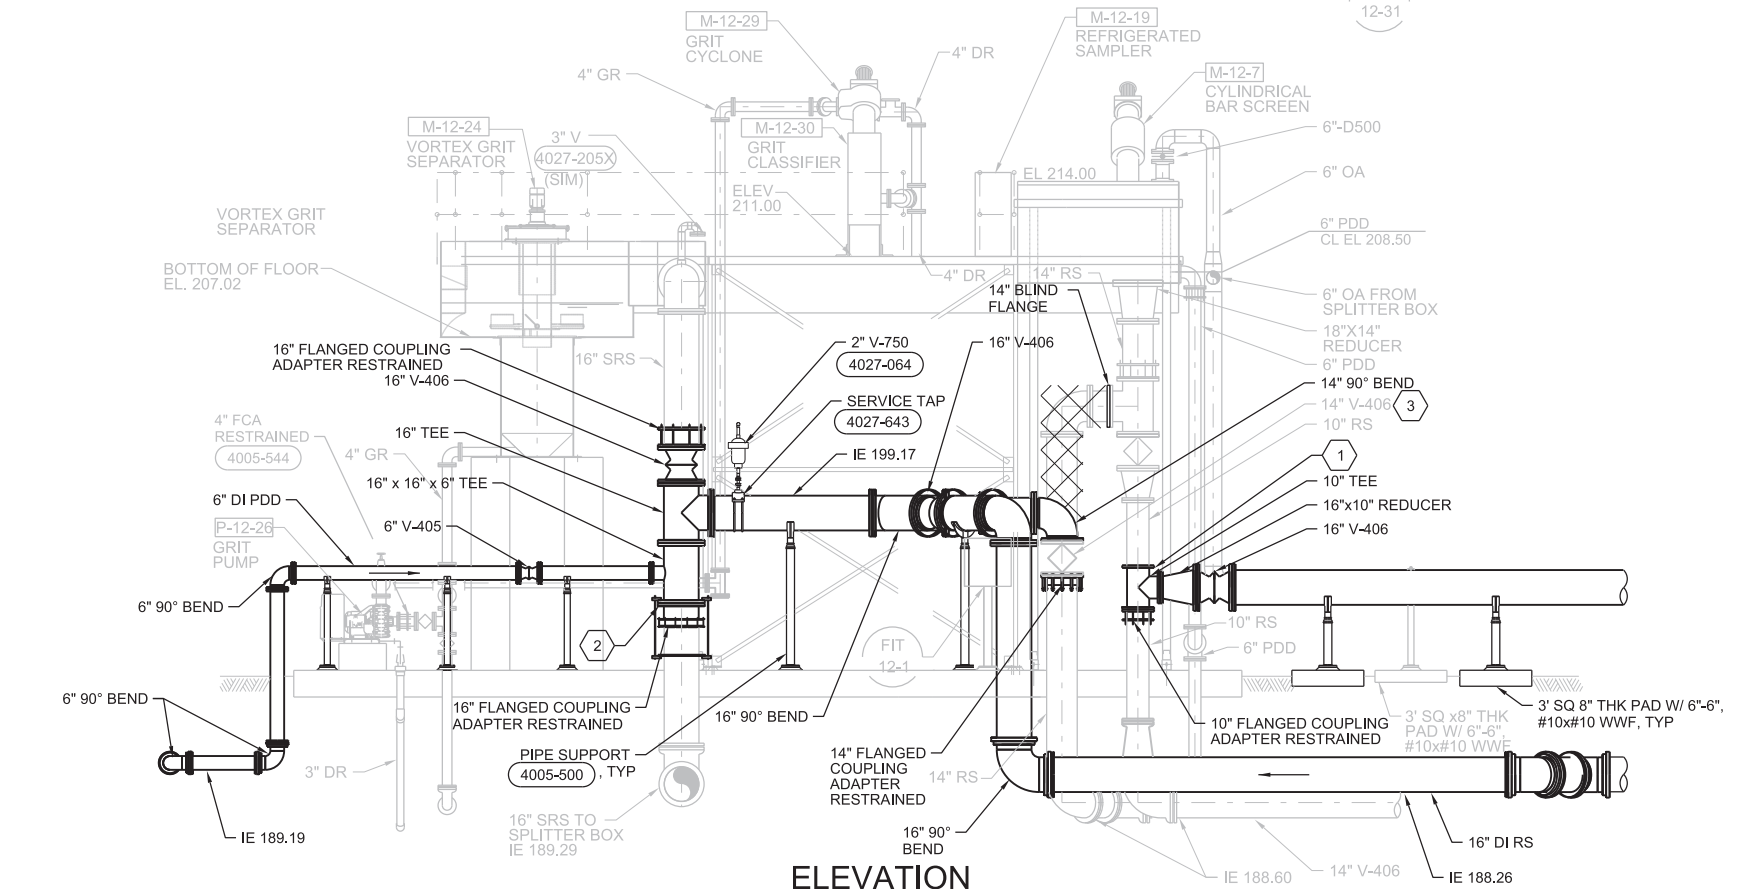 12-31
M-12-29
GRIT
CYCLONE
M-12-19
REFRIGERATED
SAMPLER
4" DR
4" GR
M-12-7
CYLINDRICAL
BAR SCREEN
M-12-24
VORTEX GRIT
SEPARATOR
3" V
4027-205X
(SIM)
M-12-30
GRIT
CLASSIFIER
6"-D500
EL 214.00
6" OA
ELEV
211.00
VORTEX GRIT
SEPARATOR
6" PDD
CL EL 208.50
BOTTOM OF FLOOR
EL. 207.02
4" DR
14" RS
14" BLIND
FLANGE
6" OA FROM
SPLITTER BOX
18"X14"
REDUCER
6" PDD
16" FLANGED COUPLING
ADAPTER RESTRAINED
16" SRS
2" V-750
4027-064
16" V-406
16" V-406
14" 90° BEND
SERVICE TAP
4027-643
14" V-406
3
10" RS
4" FCA
RESTRAINED
4005-544
16" TEE
4" GR
IE 199.17
1
10" TEE
16" x 16" x 6" TEE
6" DI PDD
16"x10" REDUCER
P-12-26
GRIT
PUMP
6" V-405
16" V-406
6" 90° BEND
2
FIT
12-1
10" RS
6" PDD
6" 90° BEND
16" FLANGED COUPLING
ADAPTER RESTRAINED
16" 90° BEND
10" FLANGED COUPLING
ADAPTER RESTRAINED
3' SQ x8" THK
PAD W/ 6"-6",
#10x#10 WWF
3' SQ 8" THK PAD W/ 6"-6",
#10x#10 WWF, TYP
PIPE SUPPORT
4005-500 , TYP
3" DR
14" FLANGED
COUPLING
ADAPTER
RESTRAINED
14" RS
16" SRS TO
SPLITTER BOX
IE 189.29
IE 189.19
16" 90°
BEND
16" DI RS
IE 188.60
14" V-406
IE 188.26
ELEVATION